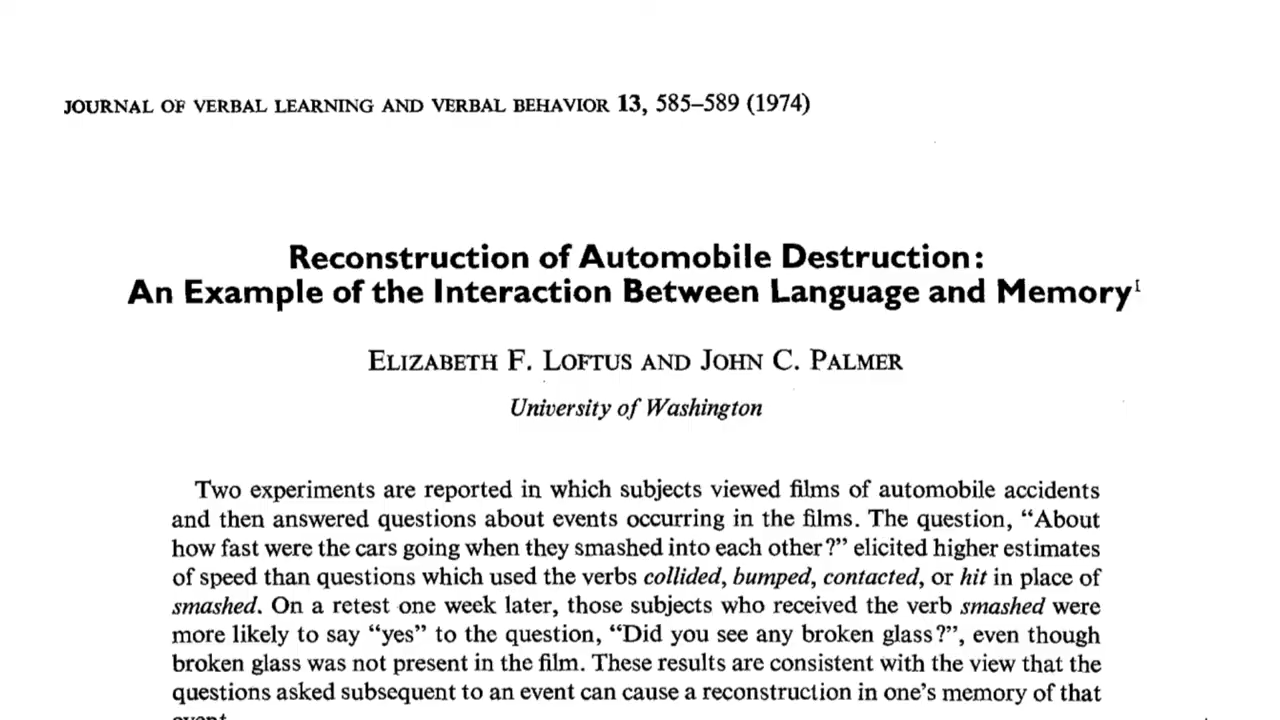 JOURNAL OF VERBAL LEARNING AND VERBAL BEHAVIOR 13, 585–589 (1974)
Reconstruction of Automobile Destruction:
An Example of the Interaction Between Language and Memory¹
ELIZABETH F. LOFTUS AND JOHN C. PALMER
University of Washington
Two experiments are reported in which subjects viewed films of automobile accidents
and then answered questions about events occurring in the films. The question, “About
how fast were the cars going when they smashed into each other?” elicited higher estimates
of speed than questions which used the verbs collided, bumped, contacted, or hit in place of
smashed. On a retest one week later, those subjects who received the verb smashed were
more likely to say “yes” to the question, “Did you see any broken glass?”, even though
broken glass was not present in the film. These results are consistent with the view that the
questions asked subsequent to an event can cause a reconstruction in one’s memory of that
event.